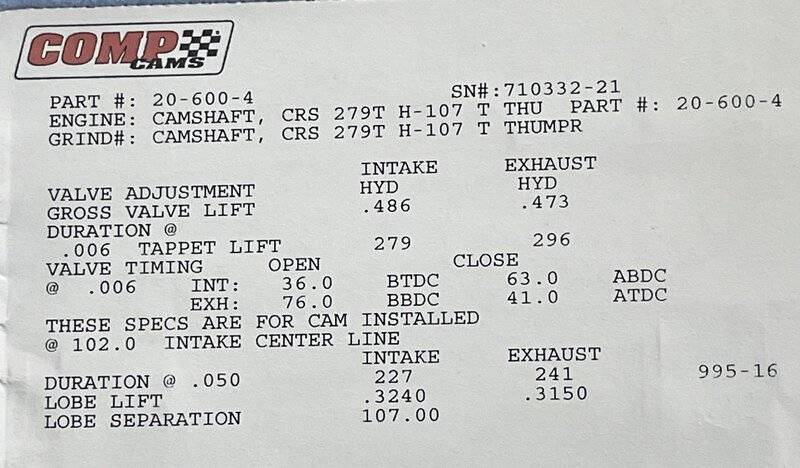 COMP
CAMS
PART #: 20-600-4 SN#:710332-21
ENGINE: CAMSHAFT, CRS 279T H-107 T THU PART #: 20-600-4
GRIND#: CAMSHAFT, CRS 279T H-107 T THUMPR
INTAKE EXHAUST
VALVE ADJUSTMENT HYD HYD
GROSS VALVE LIFT .486 .473
DURATION @
.006 TAPPET LIFT 279 296
VALVE TIMING OPEN CLOSE
@ .006 INT: 36.0 BTDC 63.0 ABDC
EXH: 76.0 BBDC 41.0 ATDC
THESE SPECS ARE FOR CAM INSTALLED
@ 102.0 INTAKE CENTER LINE
INTAKE EXHAUST
DURATION @ .050 227 241 995-16
LOBE LIFT .3240 .3150
LOBE SEPARATION 107.00